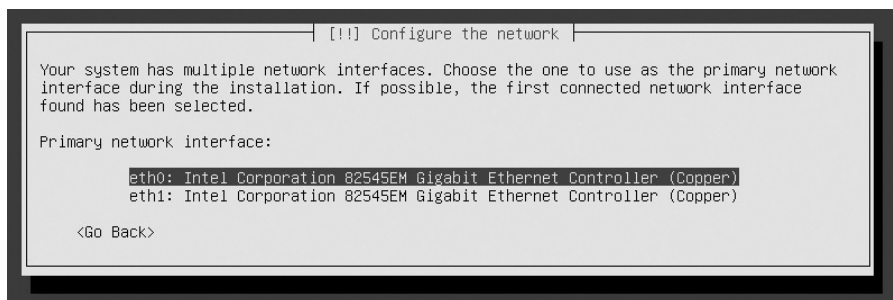 [!!] Configure the network
Your system has multiple network interfaces. Choose the one to use as the primary network
interface during the installation. If possible, the first connected network interface
found has been selected.
Primary network interface:
eth0: Intel Corporation 82545EM Gigabit Ethernet Controller (Copper)
eth1: Intel Corporation 82545EM Gigabit Ethernet Controller (Copper)
<Go Back>